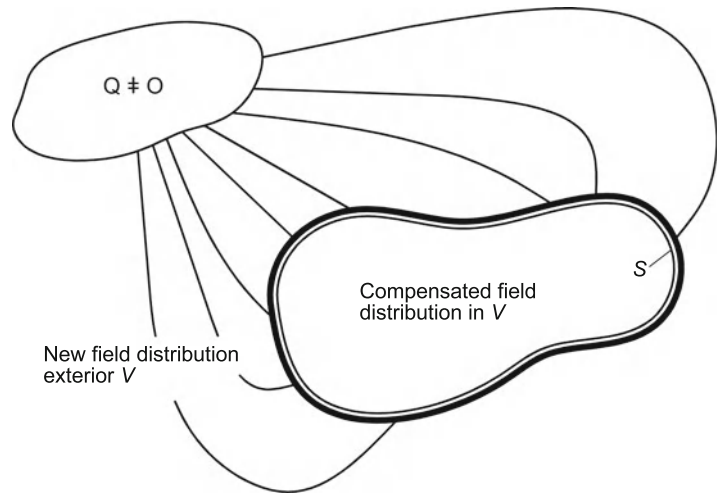 Q ǂ O
S
Compensated field
distribution in V
New field distribution
exterior V